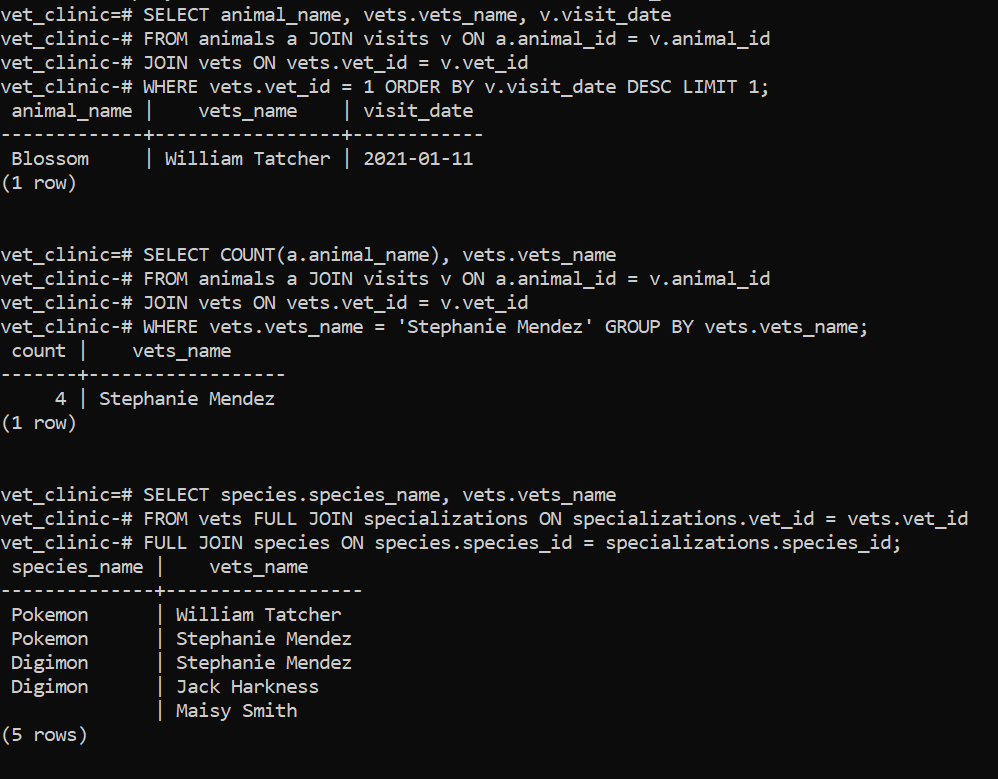 vet_clinic=# SELECT animal_name, vets.vets_name, v.visit_date
vet_clinic-# FROM animals a JOIN visits v ON a.animal_id = v.animal_id
vet_clinic-# JOIN vets ON vets.vet_id = v.vet_id
vet_clinic-# WHERE vets.vet_id = 1 ORDER BY v.visit_date DESC LIMIT 1;
 animal_name |    vets_name    | visit_date
-------------+-----------------+------------
 Blossom     | William Tatcher | 2021-01-11
(1 row)
vet_clinic=# SELECT COUNT(a.animal_name), vets.vets_name
vet_clinic-# FROM animals a JOIN visits v ON a.animal_id = v.animal_id
vet_clinic-# JOIN vets ON vets.vet_id = v.vet_id
vet_clinic-# WHERE vets.vets_name = 'Stephanie Mendez' GROUP BY vets.vets_name;
 count |    vets_name
-------+------------------
     4 | Stephanie Mendez
(1 row)
vet_clinic=# SELECT species.species_name, vets.vets_name
vet_clinic-# FROM vets FULL JOIN specializations ON specializations.vet_id = vets.vet_id
vet_clinic-# FULL JOIN species ON species.species_id = specializations.species_id;
 species_name |    vets_name
--------------+------------------
 Pokemon      | William Tatcher
 Pokemon      | Stephanie Mendez
 Digimon      | Stephanie Mendez
 Digimon      | Jack Harkness
              | Maisy Smith
(5 rows)